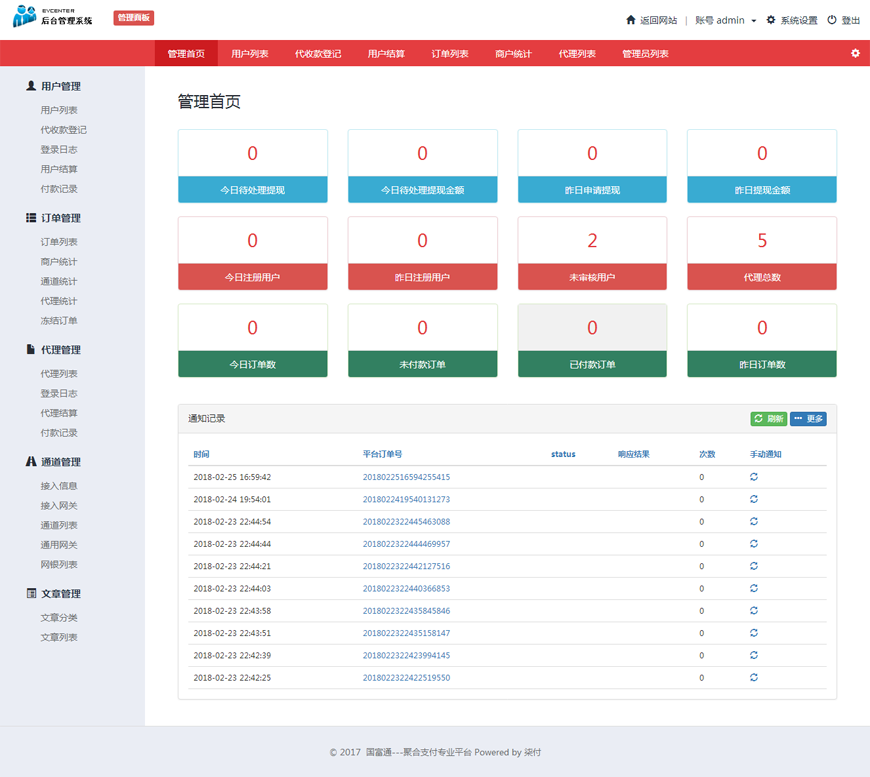 EVCENTER
后台管理系统
管理面板
返回网站 | 账号 admin 系统设置 登出
管理首页 用户列表 代收款登记 用户结算 订单列表 商户统计 代理列表 管理员列表
用户管理
用户列表
代收款登记
登录日志
用户结算
付款记录
订单管理
订单列表
商户统计
通道统计
代理统计
冻结订单
代理管理
代理列表
登录日志
代理结算
付款记录
通道管理
接入信息
接入网关
通道列表
通用网关
网银列表
文章管理
文章分类
文章列表
管理首页
0 0 0 0
今日待处理提现 今日待处理提现金额 昨日申请提现 昨日提现金额
0 0 2 5
今日注册用户 昨日注册用户 未审核用户 代理总数
0 0 0 0
今日订单数 未付款订单 已付款订单 昨日订单数
通知记录 刷新 更多
时间 平台订单号 status 响应结果 次数 手动通知
2018-02-25 16:59:42 2018022516594255415 0
2018-02-24 19:54:01 2018022419540131273 0
2018-02-23 22:44:54 2018022322445463088 0
2018-02-23 22:44:44 2018022322444469957 0
2018-02-23 22:44:21 2018022322442127516 0
2018-02-23 22:44:03 2018022322440366853 0
2018-02-23 22:43:58 2018022322435845846 0
2018-02-23 22:43:51 2018022322435158147 0
2018-02-23 22:42:39 2018022322423994145 0
2018-02-23 22:42:25 2018022322422519550 0
© 2017 国富通---聚合支付专业平台 Powered by 柒付